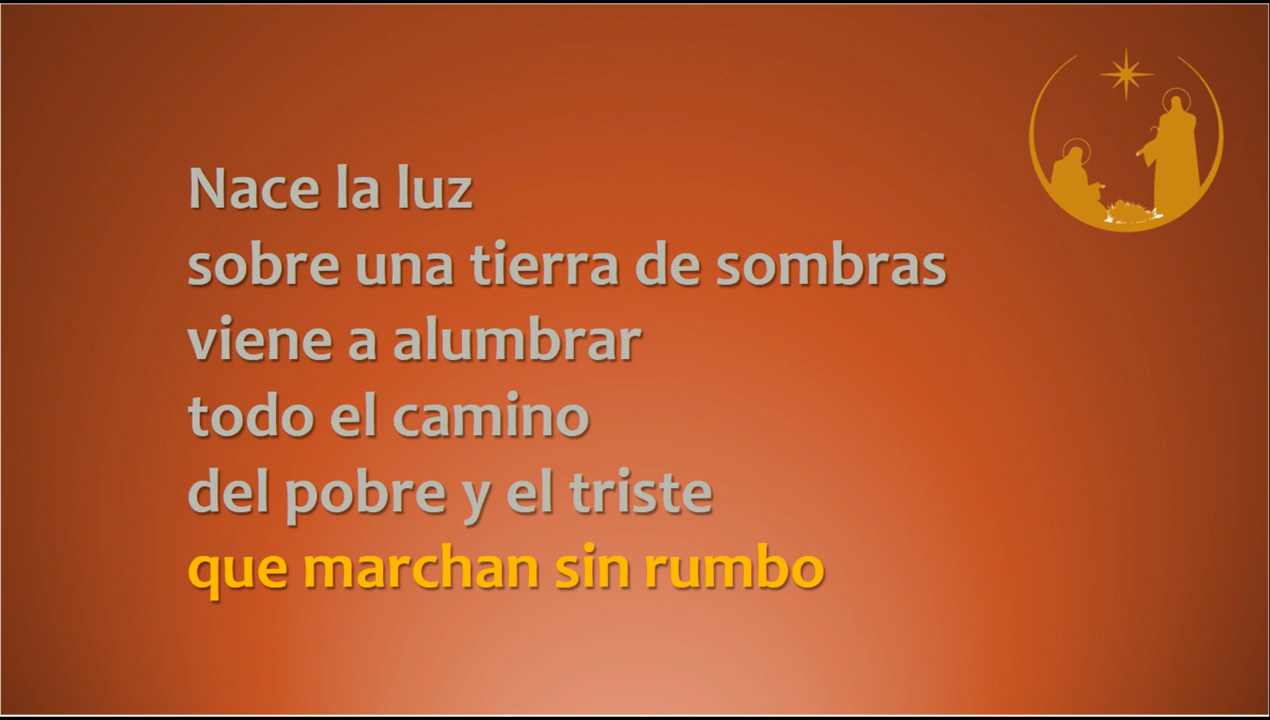 Nace la luz
sobre una tierra de sombras
viene a alumbrar
todo el camino
del pobre y el triste
que marchan sin rumbo